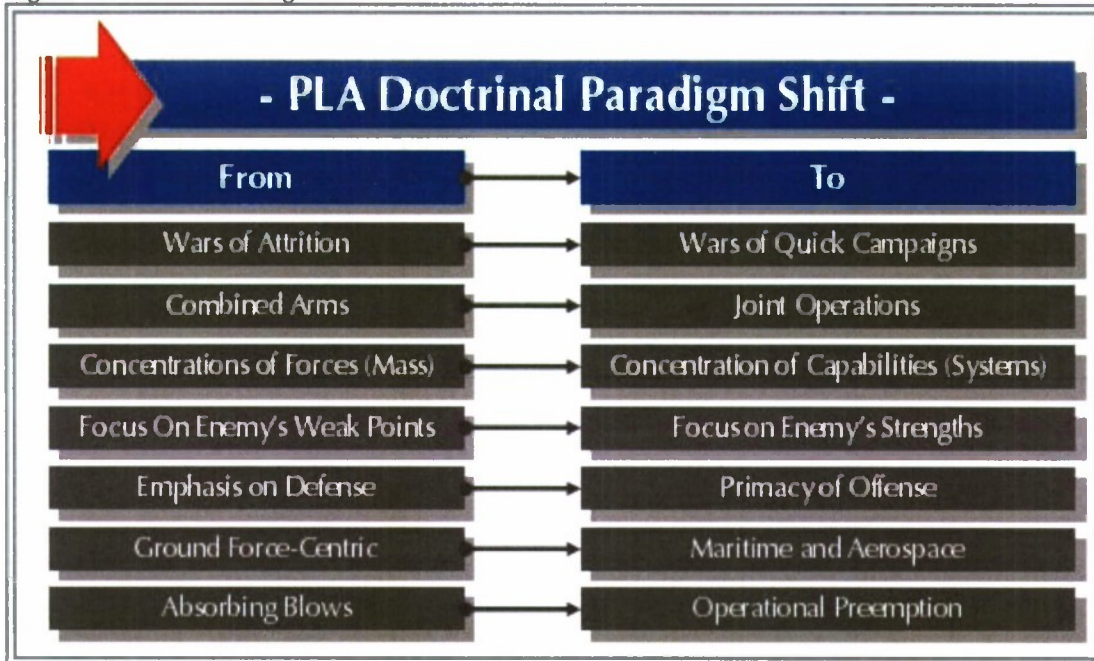 - PLA Doctrinal Paradigm Shift -
From To
Wars of Attrition Wars of Quick Campaigns
Combined Arms Joint Operations
Concentrations of Forces (Mass) Concentration of Capabilities (Systems)
Focus On Enemy's Weak Points Focus on Enemy's Strengths
Emphasis on Defense Primacy of Offense
Ground Force-Centric Maritime and Aerospace
Absorbing Blows Operational Preemption